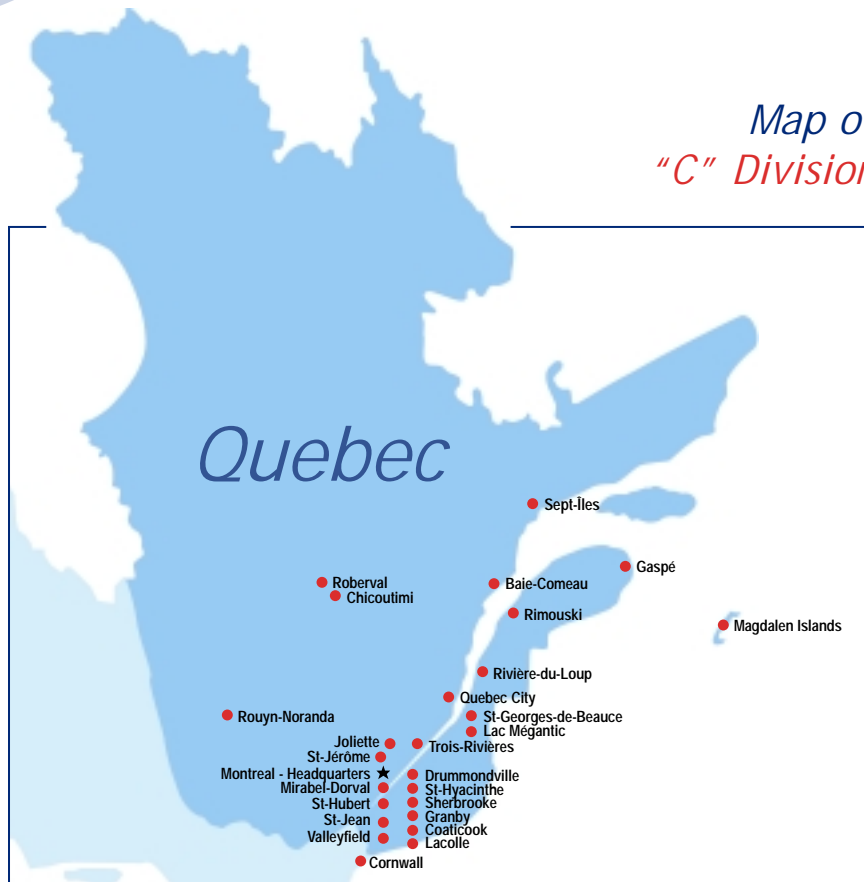 Map o
“C” Division
Quebec
Sept-Îles
Gaspé
Roberval
Baie-Comeau
Chicoutimi
Rimouski
Magdalen Islands
Rivière-du-Loup
Quebec City
Rouyn-Noranda
St-Georges-de-Beauce
Lac Mégantic
Joliette
Trois-Rivières
St-Jérôme
Montreal - Headquarters
Drummondville
Mirabel-Dorval
St-Hyacinthe
St-Hubert
Sherbrooke
St-Jean
Granby
Valleyfield
Coaticook
Lacolle
Cornwall